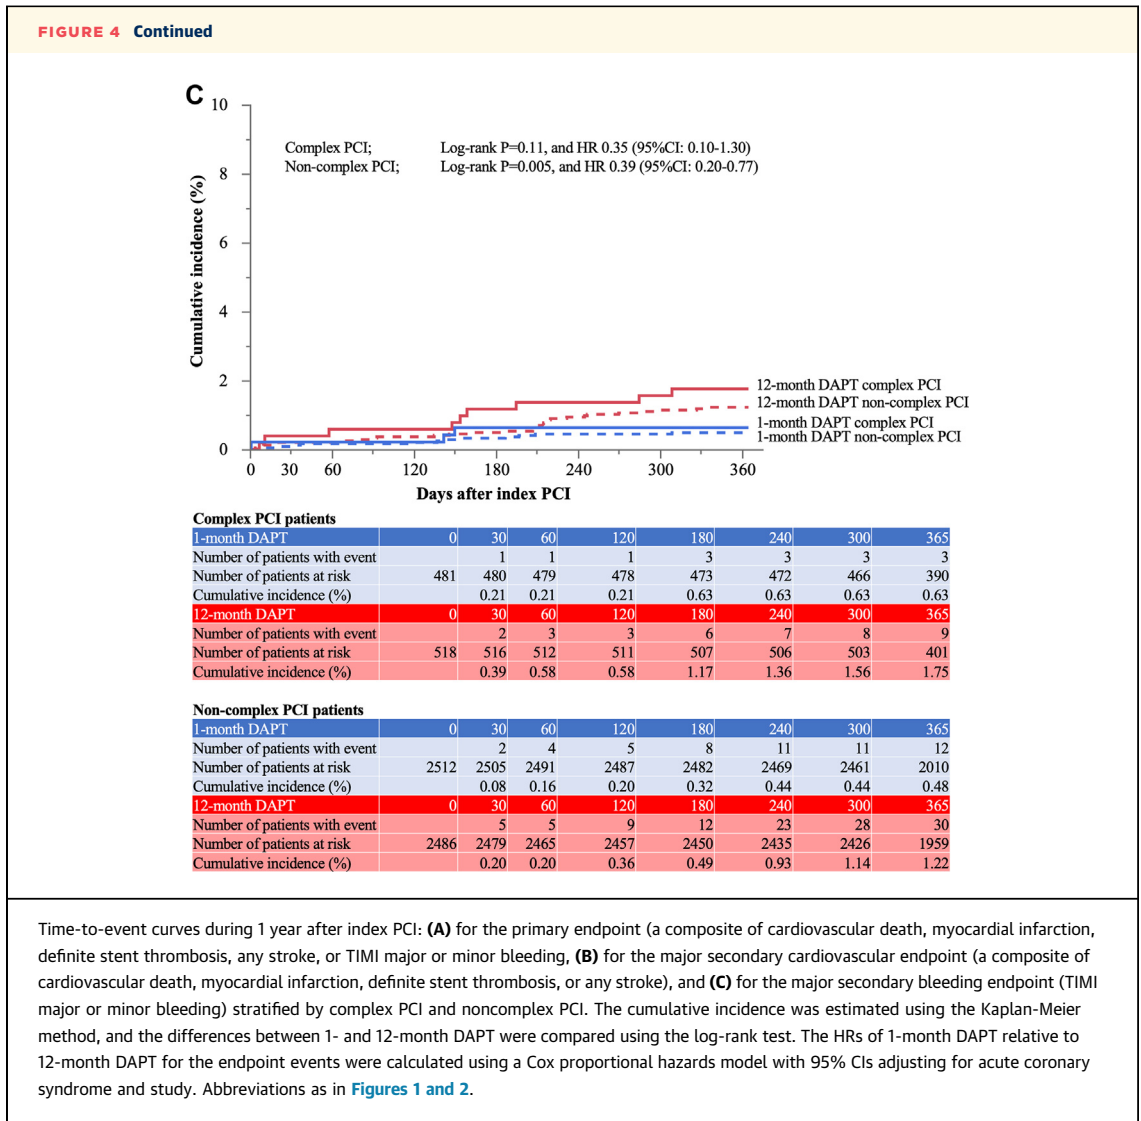 FIGURE 4 Continued
C
10
8
6
4
2
0
Cumulative incidence (%)
Complex PCI; Log-rank P=0.11, and HR 0.35 (95%CI: 0.10-1.30)
Non-complex PCI; Log-rank P=0.005, and HR 0.39 (95%CI: 0.20-0.77)
12-month DAPT complex PCI
12-month DAPT non-complex PCI
1-month DAPT complex PCI
1-month DAPT non-complex PCI
0 30 60 120 180 240 300 360
Days after index PCI
Complex PCI patients
1-month DAPT 0 30 60 120 180 240 300 365
Number of patients with event 1 1 1 3 3 3 3
Number of patients at risk 481 480 479 478 473 472 466 390
Cumulative incidence (%) 0.21 0.21 0.21 0.63 0.63 0.63 0.63
12-month DAPT 0 30 60 120 180 240 300 365
Number of patients with event 2 3 3 6 7 8 9
Number of patients at risk 518 516 512 511 507 506 503 401
Cumulative incidence (%) 0.39 0.58 0.58 1.17 1.36 1.56 1.75
Non-complex PCI patients
1-month DAPT 0 30 60 120 180 240 300 365
Number of patients with event 2 4 5 8 11 11 12
Number of patients at risk 2512 2505 2491 2487 2482 2469 2461 2010
Cumulative incidence (%) 0.08 0.16 0.20 0.32 0.44 0.44 0.48
12-month DAPT 0 30 60 120 180 240 300 365
Number of patients with event 5 5 9 12 23 28 30
Number of patients at risk 2486 2479 2465 2457 2450 2435 2426 1959
Cumulative incidence (%) 0.20 0.20 0.36 0.49 0.93 1.14 1.22
Time-to-event curves during 1 year after index PCI: (A) for the primary endpoint (a composite of cardiovascular death, myocardial infarction,
definite stent thrombosis, any stroke, or TIMI major or minor bleeding, (B) for the major secondary cardiovascular endpoint (a composite of
cardiovascular death, myocardial infarction, definite stent thrombosis, or any stroke), and (C) for the major secondary bleeding endpoint (TIMI
major or minor bleeding) stratified by complex PCI and noncomplex PCI. The cumulative incidence was estimated using the Kaplan-Meier
method, and the differences between 1- and 12-month DAPT were compared using the log-rank test. The HRs of 1-month DAPT relative to
12-month DAPT for the endpoint events were calculated using a Cox proportional hazards model with 95% CIs adjusting for acute coronary
syndrome and study. Abbreviations as in Figures 1 and 2.